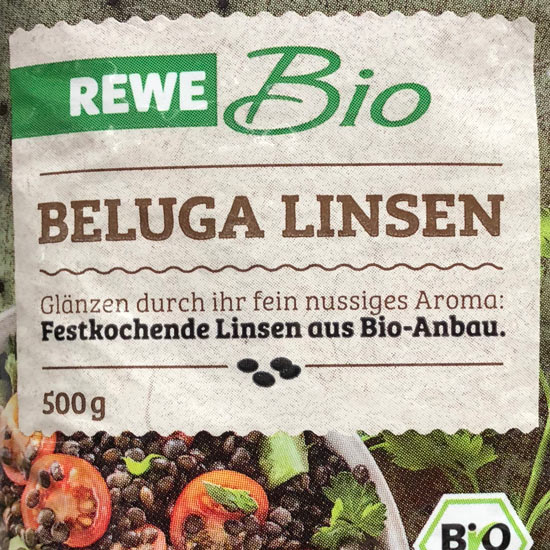 REWE Bio
BELUGA LINSEN
Glänzen durch ihr fein nussiges Aroma:
Festkochende Linsen aus Bio-Anbau.
500g
BIO